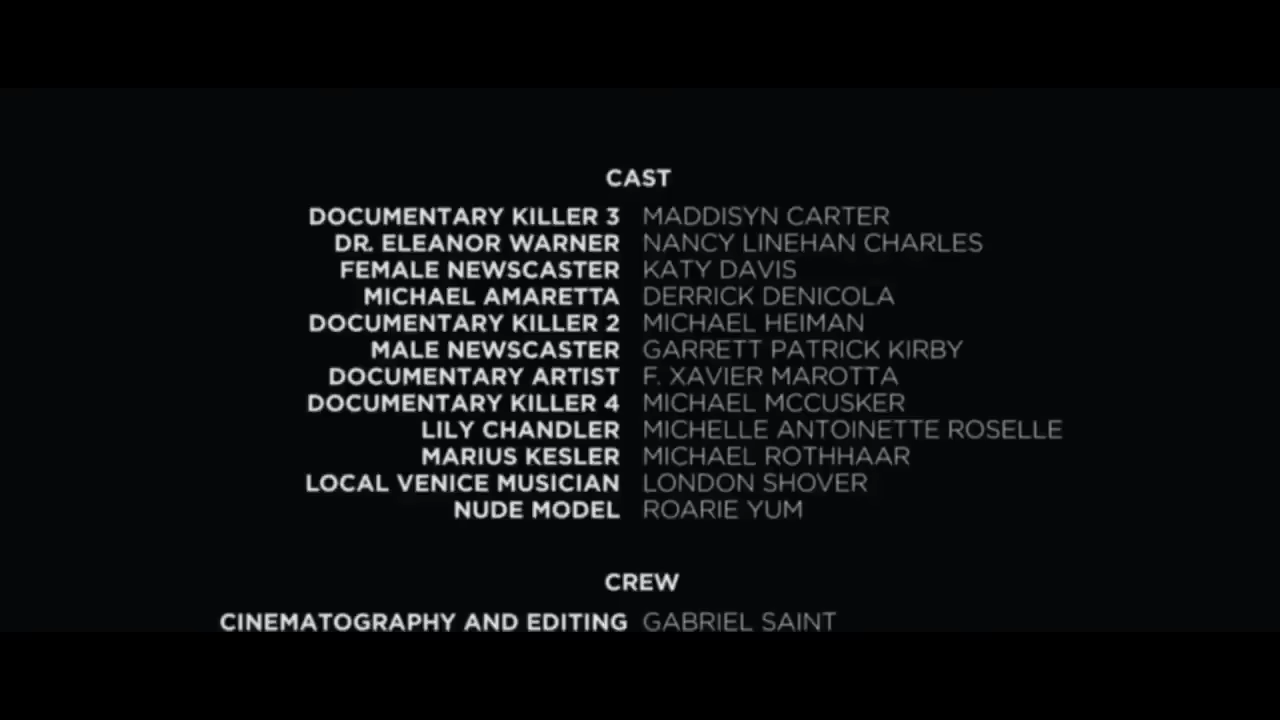 CAST
DOCUMENTARY KILLER 3 MADDISYN CARTER
DR. ELEANOR WARNER NANCY LINEHAN CHARLES
FEMALE NEWSCASTER KATY DAVIS
MICHAEL AMARETTA DERRICK DENICOLA
DOCUMENTARY KILLER 2 MICHAEL HEIMAN
MALE NEWSCASTER GARRETT PATRICK KIRBY
DOCUMENTARY ARTIST F. XAVIER MAROTTA
DOCUMENTARY KILLER 4 MICHAEL MCCUSKER
LILY CHANDLER MICHELLE ANTOINETTE ROSELLE
MARIUS KESLER MICHAEL ROTHHAAR
LOCAL VENICE MUSICIAN LONDON SHOVER
NUDE MODEL ROARIE YUM
CREW
CINEMATOGRAPHY AND EDITING GABRIEL SAINT